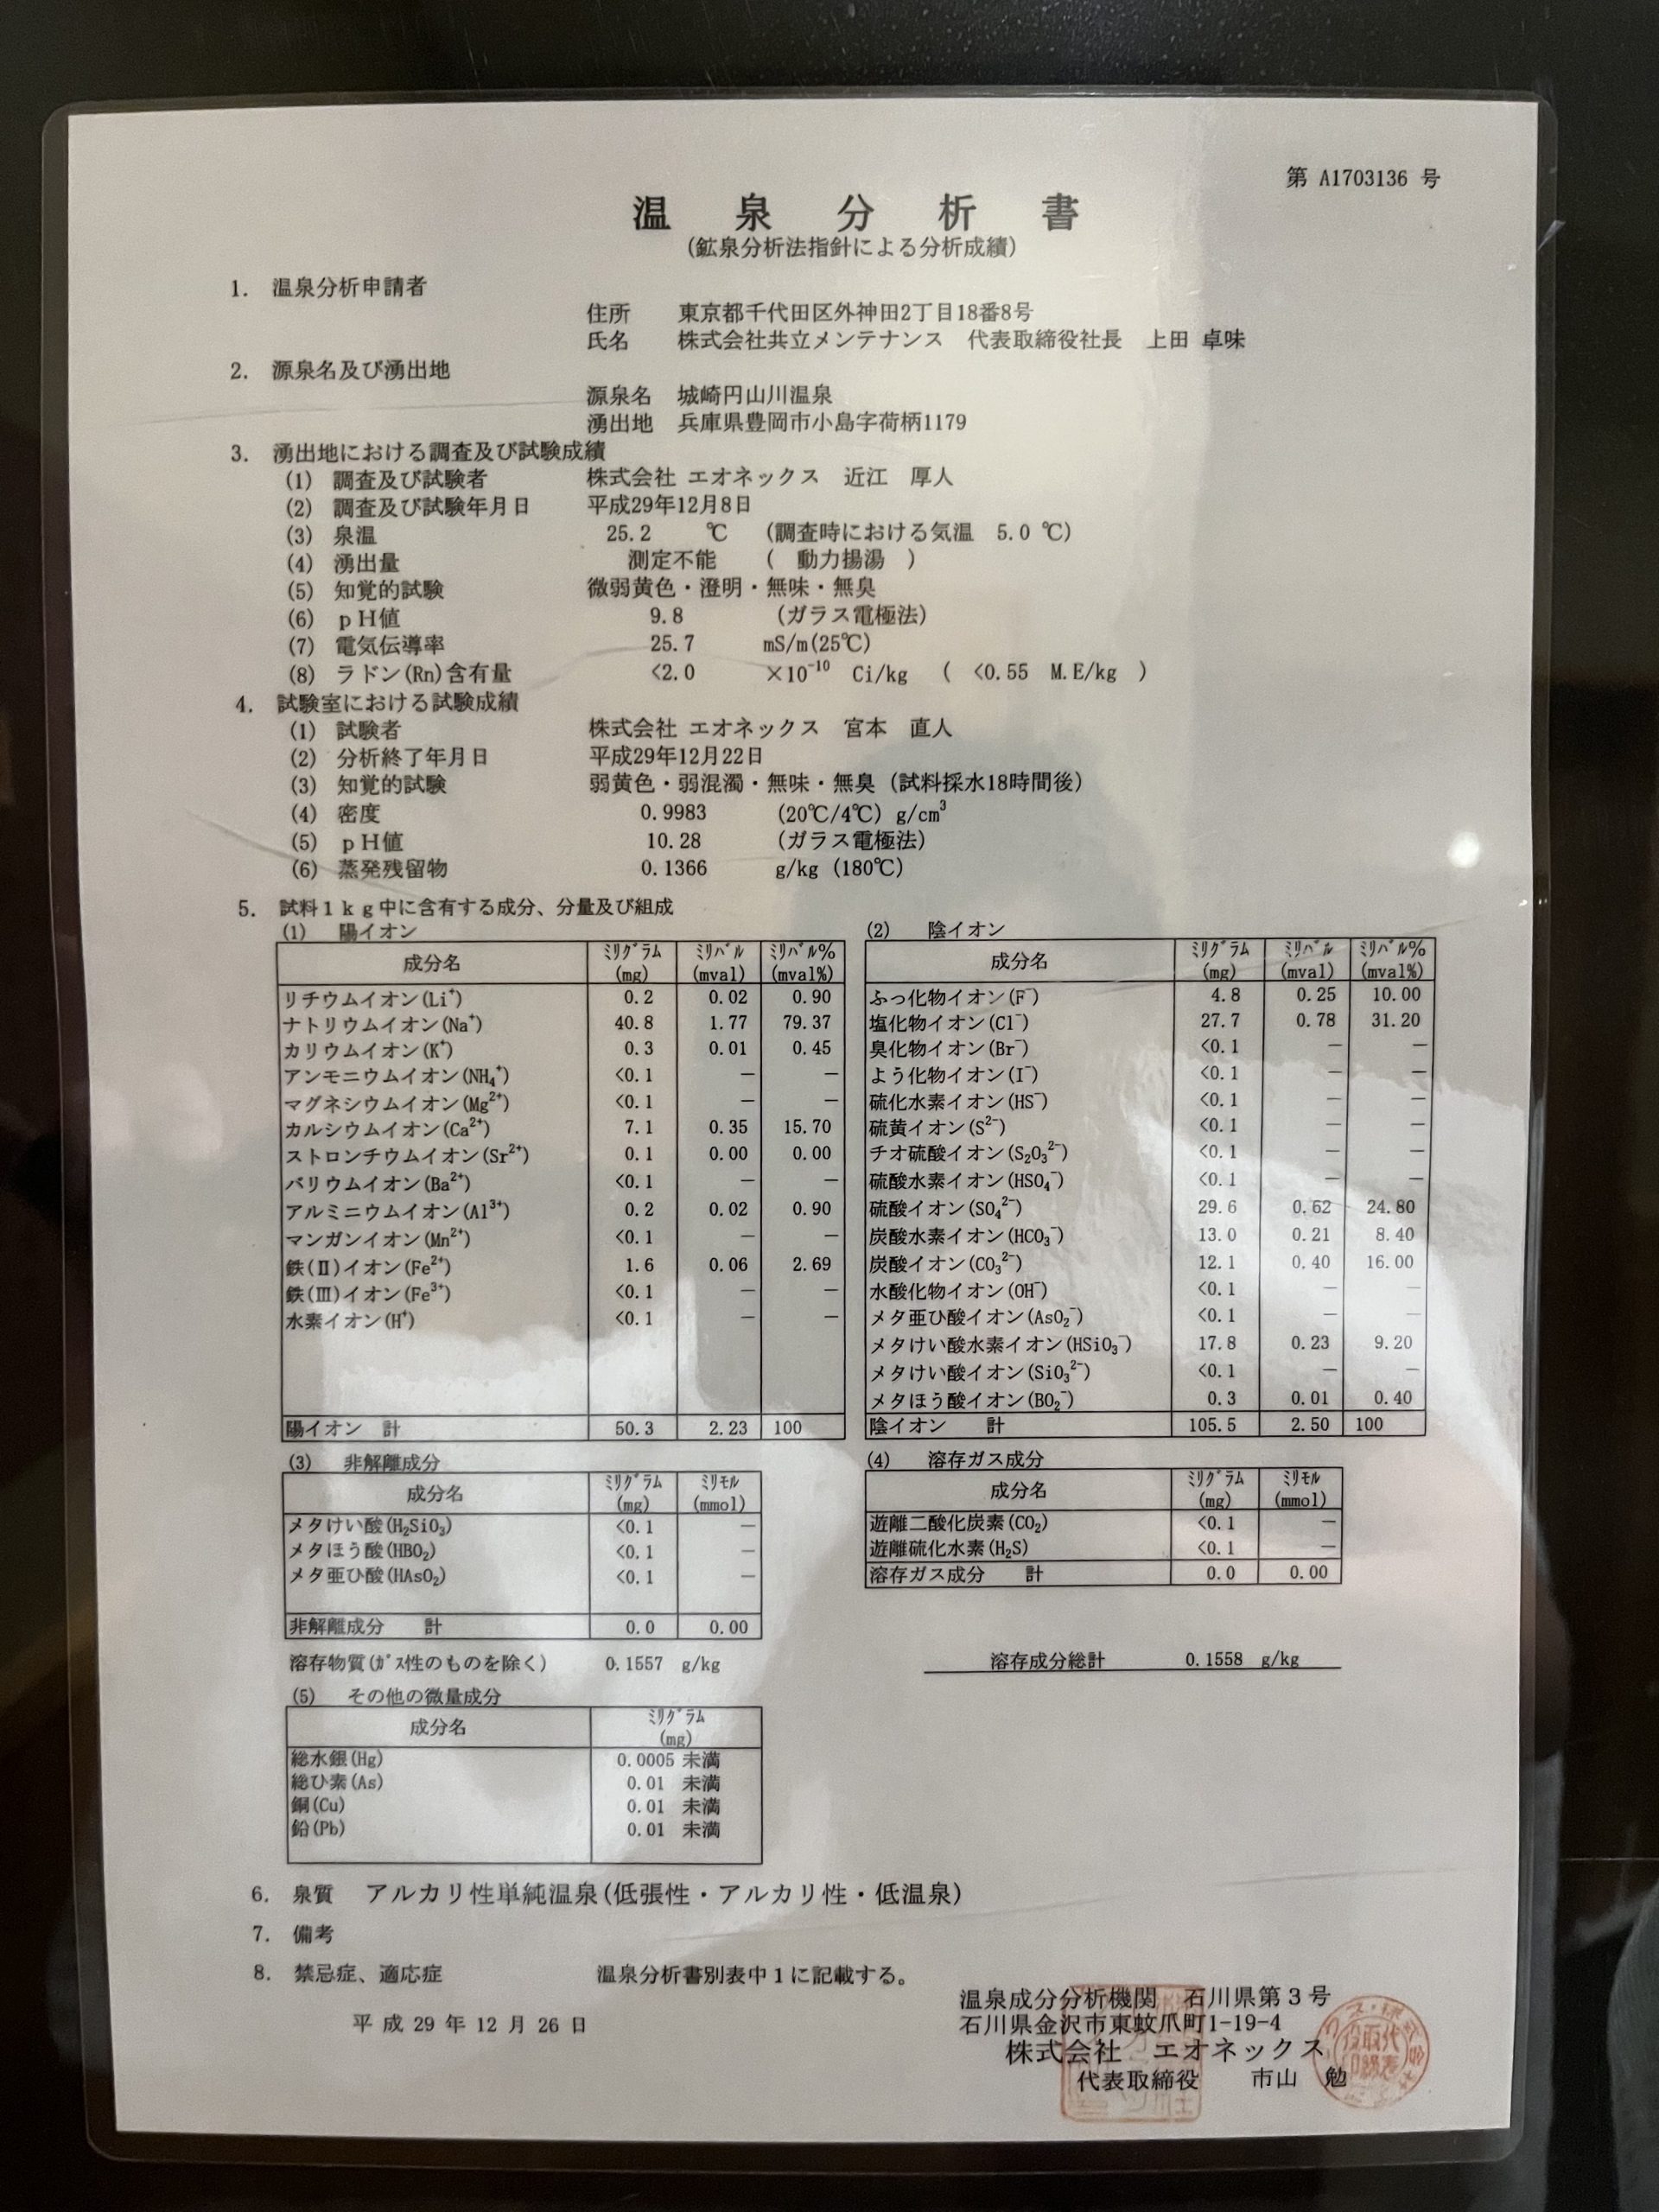 第 A1703136 号
温泉分析書
(鉱泉分析法指針による分析成績)
1. 温泉分析申請者
住所 東京都千代田区外神田2丁目18番8号
氏名 株式会社共立メンテナンス 代表取締役社長 上田 卓味
2. 源泉名及び湧出地
源泉名 城崎円山川温泉
湧出地 兵庫県豊岡市小島字荷柄1179
3. 湧出地における調査及び試験成績
(1) 調査及び試験者 株式会社 エオネックス 近江 厚人
(2) 調査及び試験年月日 平成29年12月8日
(3) 泉温 25.2 ℃ (調査時における気温 5.0 ℃)
(4) 湧出量 測定不能 ( 動力揚湯 )
(5) 知覚的試験 微弱黄色・澄明・無味・無臭
(6) pH値 9.8 (ガラス電極法)
(7) 電気伝導率 25.7 mS/m(25℃)
(8) ラドン(Rn)含有量 <2.0 ×10⁻¹⁰ Ci/kg ( <0.55 M.E/kg )
4. 試験室における試験成績
(1) 試験者 株式会社 エオネックス 宮本 直人
(2) 分析終了年月日 平成29年12月22日
(3) 知覚的試験 弱黄色・弱混濁・無味・無臭 (試料採水18時間後)
(4) 密度 0.9983 (20℃/4℃) g/cm³
(5) pH値 10.28 (ガラス電極法)
(6) 蒸発残留物 0.1366 g/kg (180℃)
5. 試料1kg中に含有する成分、分量及び組成
(1) 陽イオン
成分名 ミリグラム(mg) ミリバル(mval) ミリバル%(mval%)
リチウムイオン(Li⁺) 0.2 0.02 0.90
ナトリウムイオン(Na⁺) 40.8 1.77 79.37
カリウムイオン(K⁺) 0.3 0.01 0.45
アンモニウムイオン(NH₄⁺) <0.1 — —
マグネシウムイオン(Mg²⁺) <0.1 — —
カルシウムイオン(Ca²⁺) 7.1 0.35 15.70
ストロンチウムイオン(Sr²⁺) 0.1 0.00 0.00
バリウムイオン(Ba²⁺) <0.1 — —
アルミニウムイオン(Al³⁺) 0.2 0.02 0.90
マンガンイオン(Mn²⁺) <0.1 — —
鉄(Ⅱ)イオン(Fe²⁺) 1.6 0.06 2.69
鉄(Ⅲ)イオン(Fe³⁺) <0.1 — —
水素イオン(H⁺) <0.1 — —
陽イオン 計 50.3 2.23 100
(2) 陰イオン
成分名 ミリグラム(mg) ミリバル(mval) ミリバル%(mval%)
ふっ化物イオン(F⁻) 4.8 0.25 10.00
塩化物イオン(Cl⁻) 27.7 0.78 31.20
臭化物イオン(Br⁻) <0.1 — —
よう化物イオン(I⁻) <0.1 — —
硫化水素イオン(HS⁻) <0.1 — —
硫黄イオン(S²⁻) <0.1 — —
チオ硫酸イオン(S₂O₃²⁻) <0.1 — —
硫酸水素イオン(HSO₄⁻) <0.1 — —
硫酸イオン(SO₄²⁻) 29.6 0.62 24.80
炭酸水素イオン(HCO₃⁻) 13.0 0.21 8.40
炭酸イオン(CO₃²⁻) 12.1 0.40 16.00
水酸化物イオン(OH⁻) <0.1 — —
メタ亜ひ酸イオン(AsO₂⁻) <0.1 — —
メタけい酸水素イオン(HSiO₃⁻) 17.8 0.23 9.20
メタけい酸イオン(SiO₃²⁻) <0.1 — —
メタほう酸イオン(BO₂⁻) 0.3 0.01 0.40
陰イオン 計 105.5 2.50 100
(3) 非解離成分
成分名 ミリグラム(mg) ミリモル(mmol)
メタけい酸(H₂SiO₃) <0.1 —
メタほう酸(HBO₂) <0.1 —
メタ亜ひ酸(HAsO₂) <0.1 —
非解離成分 計 0.0 0.00
(4) 溶存ガス成分
成分名 ミリグラム(mg) ミリモル(mmol)
遊離二酸化炭素(CO₂) <0.1 —
遊離硫化水素(H₂S) <0.1 —
溶存ガス成分 計 0.0 0.00
溶存物質(ガス性のものを除く) 0.1557 g/kg
溶存成分総計 0.1558 g/kg
(5) その他の微量成分
成分名 ミリグラム(mg)
総水銀(Hg) 0.0005 未満
総ひ素(As) 0.01 未満
銅(Cu) 0.01 未満
鉛(Pb) 0.01 未満
6. 泉質 アルカリ性単純温泉(低張性・アルカリ性・低温泉)
7. 備考
8. 禁忌症、適応症 温泉分析書別表中1に記載する。
平成 29 年 12 月 26 日
温泉成分分析機関 石川県第3号
石川県金沢市東蚊爪町1-19-4
株式会社 エオネックス
代表取締役 市山 勉